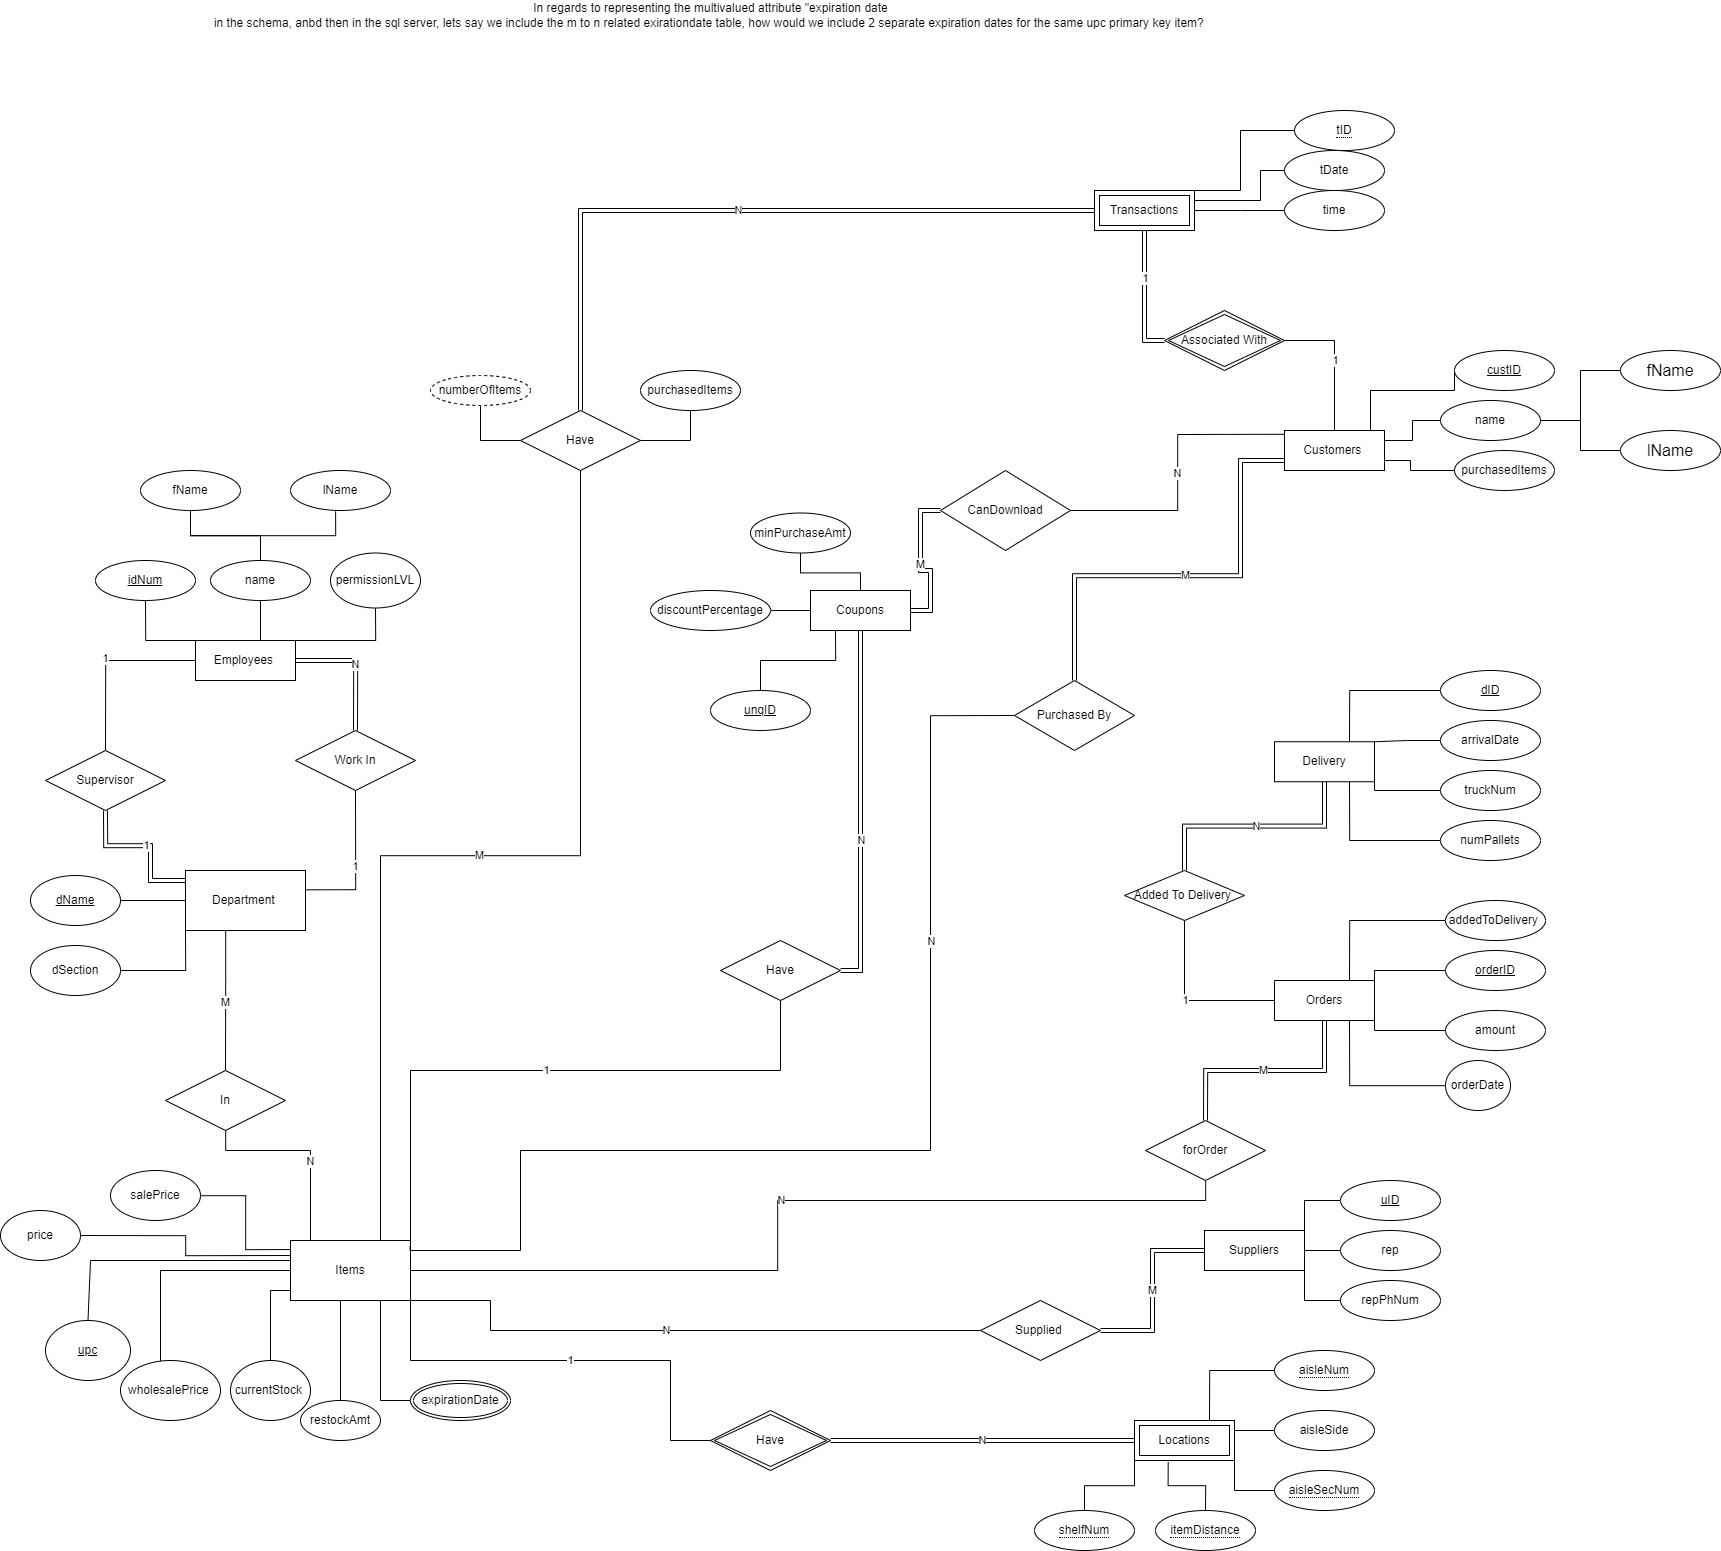 In regards to representing the multivalued attribute "expiration date
in the schema, anbd then in the sql server, lets say we include the m to n related exirationdate table, how would we include 2 separate expiration dates for the same upc primary key item?
tID
tDate
N
Transactions
time
1
Associated With
1
custID
fName
numberOfItems
purchasedItems
name
Have
Customers
lName
purchasedItems
N
fName
lName
CanDownload
minPurchaseAmt
M
M
idNum
name
permissionLVL
discountPercentage
Coupons
1
Employees
N
unqID
dID
Purchased By
arrivalDate
Work In
Delivery
Supervisor
truckNum
N
1
numPallets
M
N
1
dName
Department
Added To Delivery
addedToDelivery
N
dSection
Have
orderID
M
1
Orders
amount
1
M
orderDate
In
forOrder
N
salePrice
N
uID
price
Items
Suppliers
rep
M
repPhNum
upc
N
Supplied
1
aisleNum
wholesalePrice
currentStock
expirationDate
restockAmt
Have
N
Locations
aisleSide
aisleSecNum
shelfNum
itemDistance